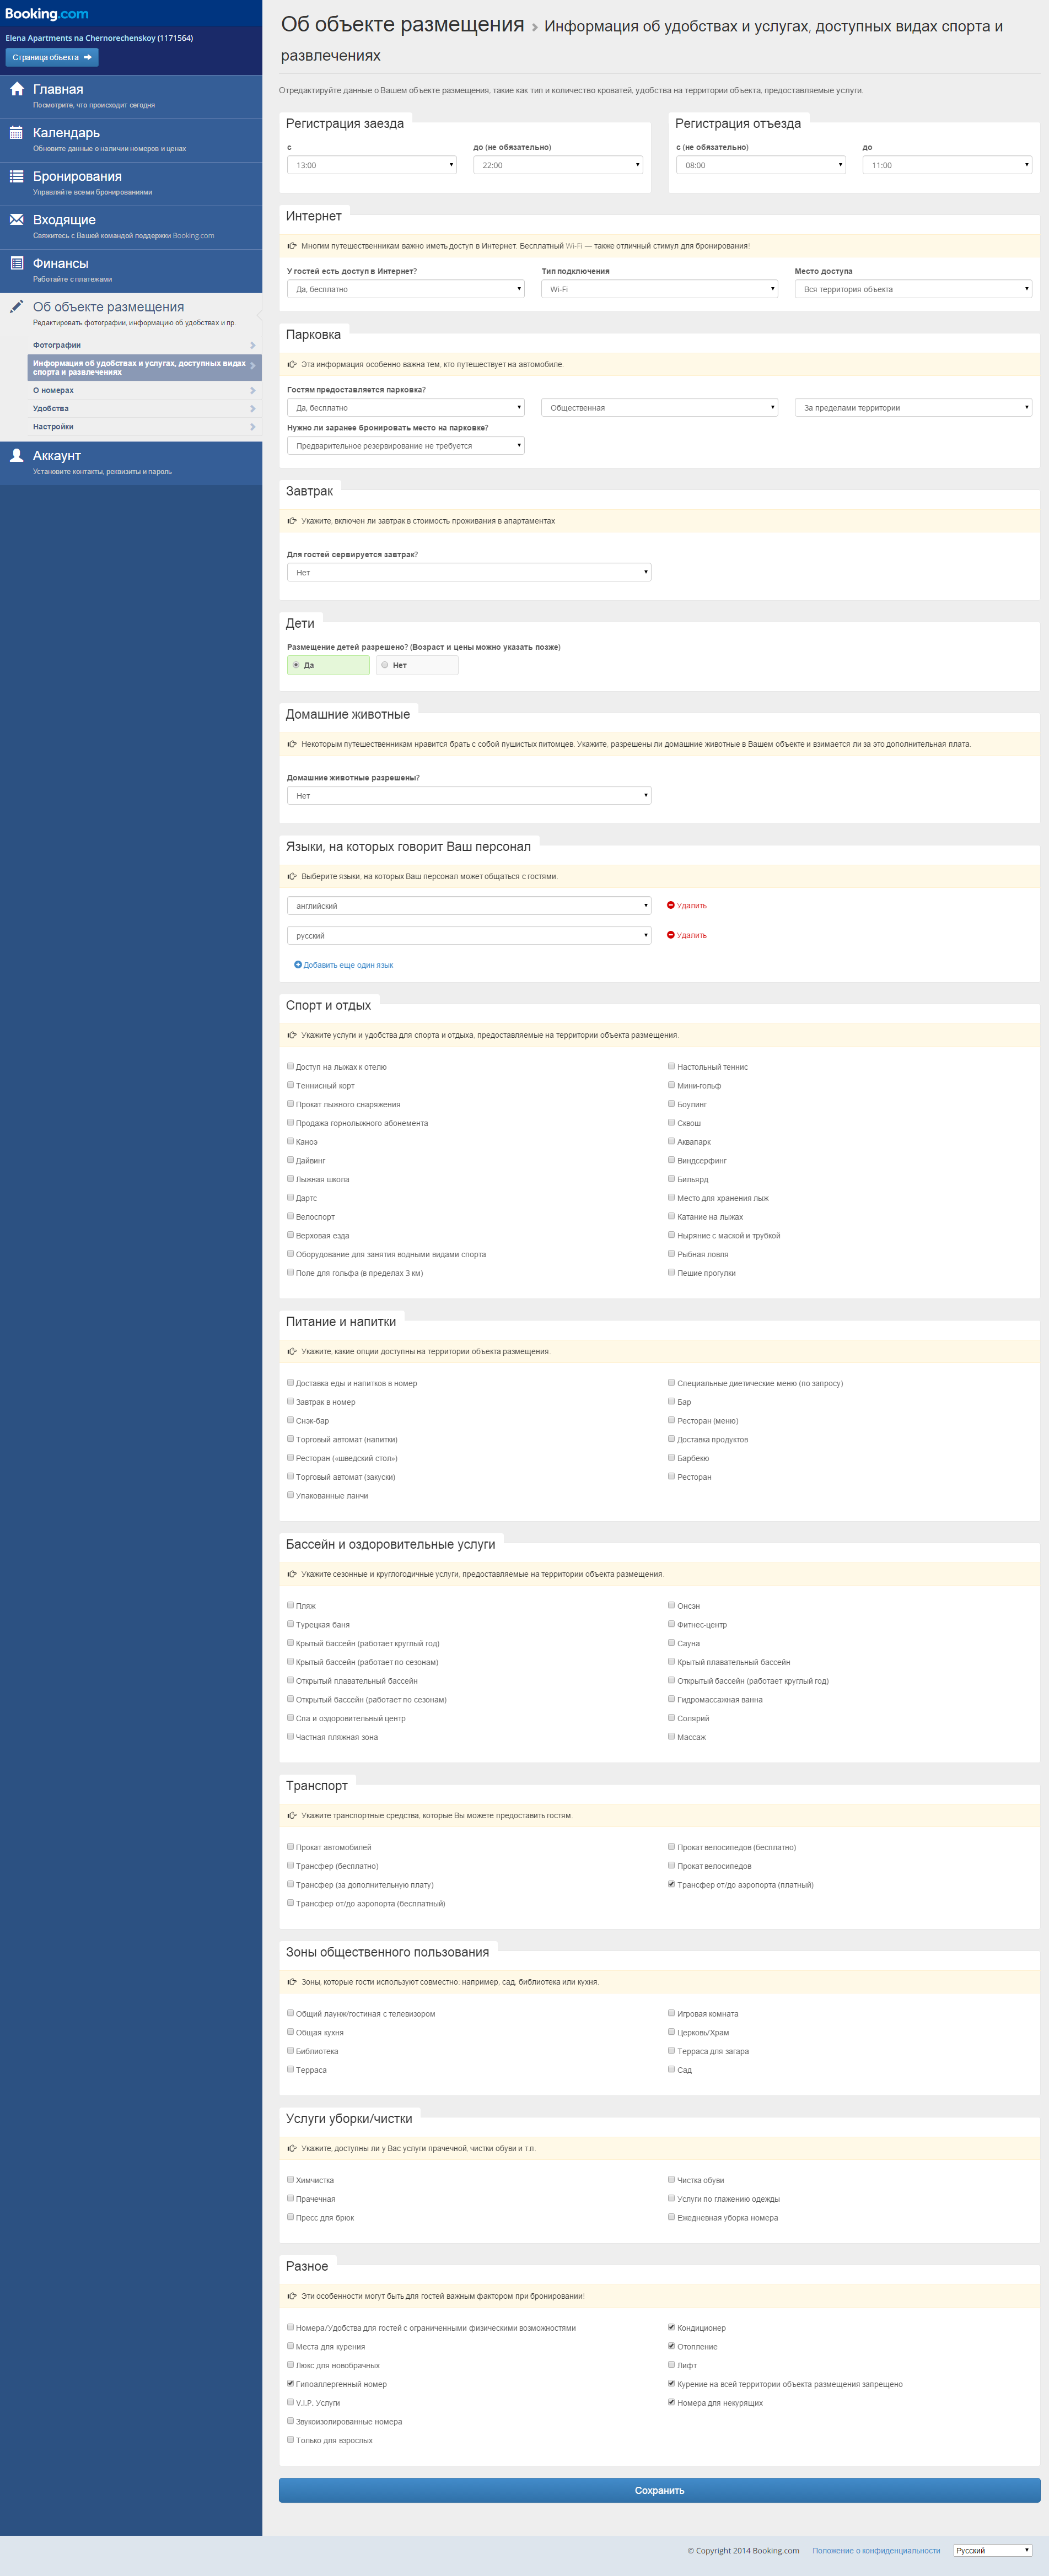 Booking.com
Elena Apartments na Chernorechenskoy (1171564)
Страница объекта
Главная
Посмотрите, что происходит сегодня
Календарь
Обновите данные о наличии номеров и ценах
Бронирования
Управляйте всеми бронированиями
Входящие
Свяжитесь с Вашей командой поддержки Booking.com
Финансы
Работайте с платежами
Об объекте размещения
Редактировать фотографии, информацию об удобствах и пр.
Фотографии
Информация об удобствах и услугах, доступных видах
спорта и развлечениях
О номерах
Удобства
Настройки
Аккаунт
Установите контакты, реквизиты и пароль
Об объекте размещения > Информация об удобствах и услугах, доступных видах спорта и
развлечениях
Отредактируйте данные о Вашем объекте размещения, такие как тип и количество кроватей, удобства на территории объекта, предоставляемые услуги.
Регистрация заезда
с до (не обязательно)
13:00 22:00
Регистрация отъезда
с (не обязательно) до
08:00 11:00
Интернет
Многим путешественникам важно иметь доступ в Интернет. Бесплатный Wi-Fi — также отличный стимул для бронирования!
У гостей есть доступ в Интернет? Тип подключения Место доступа
Да, бесплатно Wi-Fi Вся территория объекта
Парковка
Эта информация особенно важна тем, кто путешествует на автомобиле.
Гостям предоставляется парковка?
Да, бесплатно Общественная За пределами территории
Нужно ли заранее бронировать место на парковке?
Предварительное резервирование не требуется
Завтрак
Укажите, включен ли завтрак в стоимость проживания в апартаментах
Для гостей сервируется завтрак?
Нет
Дети
Размещение детей разрешено? (Возраст и цены можно указать позже)
Да Нет
Домашние животные
Некоторым путешественникам нравится брать с собой пушистых питомцев. Укажите, разрешены ли домашние животные в Вашем объекте и взимается ли за это дополнительная плата.
Домашние животные разрешены?
Нет
Языки, на которых говорит Ваш персонал
Выберите языки, на которых Ваш персонал может общаться с гостями.
английский Удалить
русский Удалить
Добавить еще один язык
Спорт и отдых
Укажите услуги и удобства для спорта и отдыха, предоставляемые на территории объекта размещения.
Доступ на лыжах к отелю Настольный теннис
Теннисный корт Мини-гольф
Прокат лыжного снаряжения Боулинг
Продажа горнолыжного абонемента Сквош
Каноэ Аквапарк
Дайвинг Виндсерфинг
Лыжная школа Бильярд
Дартс Место для хранения лыж
Велоспорт Катание на лыжах
Верховая езда Ныряние с маской и трубкой
Оборудование для занятия водными видами спорта Рыбная ловля
Поле для гольфа (в пределах 3 км) Пешие прогулки
Питание и напитки
Укажите, какие опции доступны на территории объекта размещения.
Доставка еды и напитков в номер Специальные диетические меню (по запросу)
Завтрак в номер Бар
Снэк-бар Ресторан (меню)
Торговый автомат (напитки) Доставка продуктов
Ресторан («шведский стол») Барбекю
Торговый автомат (закуски) Ресторан
Упакованные ланчи
Бассейн и оздоровительные услуги
Укажите сезонные и круглогодичные услуги, предоставляемые на территории объекта размещения.
Пляж Онсэн
Турецкая баня Фитнес-центр
Крытый бассейн (работает круглый год) Сауна
Крытый бассейн (работает по сезонам) Крытый плавательный бассейн
Открытый плавательный бассейн Открытый бассейн (работает круглый год)
Открытый бассейн (работает по сезонам) Гидромассажная ванна
Спа и оздоровительный центр Солярий
Частная пляжная зона Массаж
Транспорт
Укажите транспортные средства, которые Вы можете предоставить гостям.
Прокат автомобилей Прокат велосипедов (бесплатно)
Трансфер (бесплатно) Прокат велосипедов
Трансфер (за дополнительную плату) Трансфер от/до аэропорта (платный)
Трансфер от/до аэропорта (бесплатный)
Зоны общественного пользования
Зоны, которые гости используют совместно: например, сад, библиотека или кухня.
Общий лаунж/гостиная с телевизором Игровая комната
Общая кухня Церковь/Храм
Библиотека Терраса для загара
Терраса Сад
Услуги уборки/чистки
Укажите, доступны ли у Вас услуги прачечной, чистки обуви и т.п.
Химчистка Чистка обуви
Прачечная Услуги по глажению одежды
Пресс для брюк Ежедневная уборка номера
Разное
Эти особенности могут быть для гостей важным фактором при бронировании!
Номера/Удобства для гостей с ограниченными физическими возможностями Кондиционер
Места для курения Отопление
Люкс для новобрачных Лифт
Гипоаллергенный номер Курение на всей территории объекта размещения запрещено
V.I.P. Услуги Номера для некурящих
Звукоизолированные номера
Только для взрослых
Сохранить
© Copyright 2014 Booking.com Положение о конфиденциальности Русский